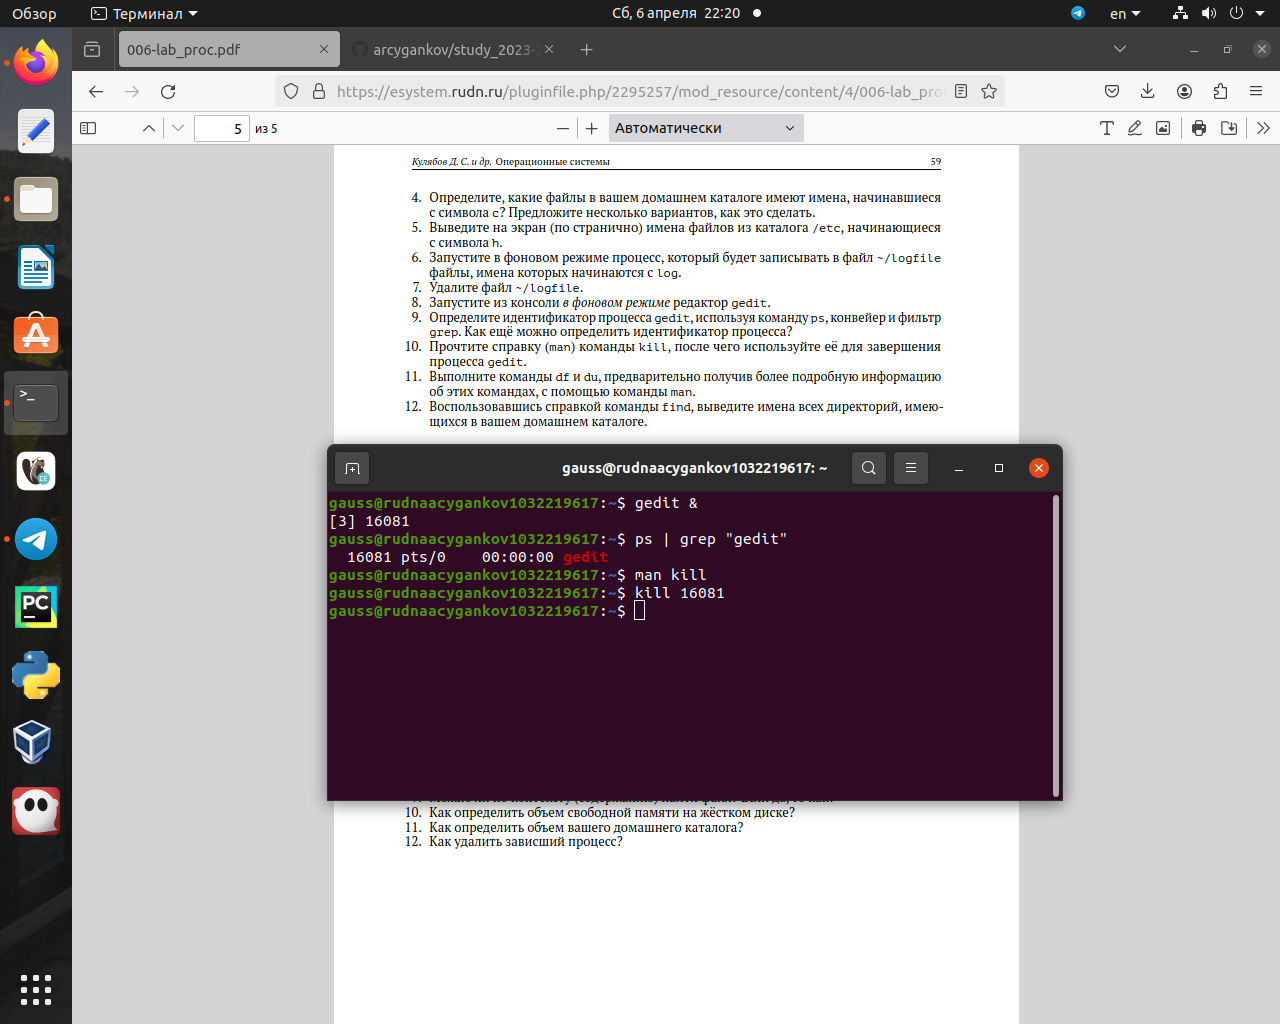 Обзор
Терминал
Сб, 6 апреля 22:20
en
006-lab_proc.pdf
arcygankov/study_2023-2
https://esystem.rudn.ru/pluginfile.php/2295257/mod_resource/content/4/006-lab_pro
5
из 5
Автоматически
Кулябов Д. С. и др. Операционные системы
59
4. Определите, какие файлы в вашем домашнем каталоге имеют имена, начинавшиеся
с символа c? Предложите несколько вариантов, как это сделать.
5. Выведите на экран (по странично) имена файлов из каталога /etc, начинающиеся
с символа h.
6. Запустите в фоновом режиме процесс, который будет записывать в файл ~/logfile
файлы, имена которых начинаются с log.
7. Удалите файл ~/logfile.
8. Запустите из консоли в фоновом режиме редактор gedit.
9. Определите идентификатор процесса gedit, используя команду ps, конвейер и фильтр
grep. Как ещё можно определить идентификатор процесса?
10. Прочтите справку (man) команды kill, после чего используйте её для завершения
процесса gedit.
11. Выполните команды df и du, предварительно получив более подробную информацию
об этих командах, с помощью команды man.
12. Воспользовавшись справкой команды find, выведите имена всех директорий, имею-
щихся в вашем домашнем каталоге.
gauss@rudnaacygankov1032219617: ~
gauss@rudnaacygankov1032219617:~$ gedit &
[3] 16081
gauss@rudnaacygankov1032219617:~$ ps | grep "gedit"
16081 pts/0    00:00:00 gedit
gauss@rudnaacygankov1032219617:~$ man kill
gauss@rudnaacygankov1032219617:~$ kill 16081
gauss@rudnaacygankov1032219617:~$
10. Как определить объем свободной памяти на жёстком диске?
11. Как определить объем вашего домашнего каталога?
12. Как удалить зависший процесс?
>_
PC
CE